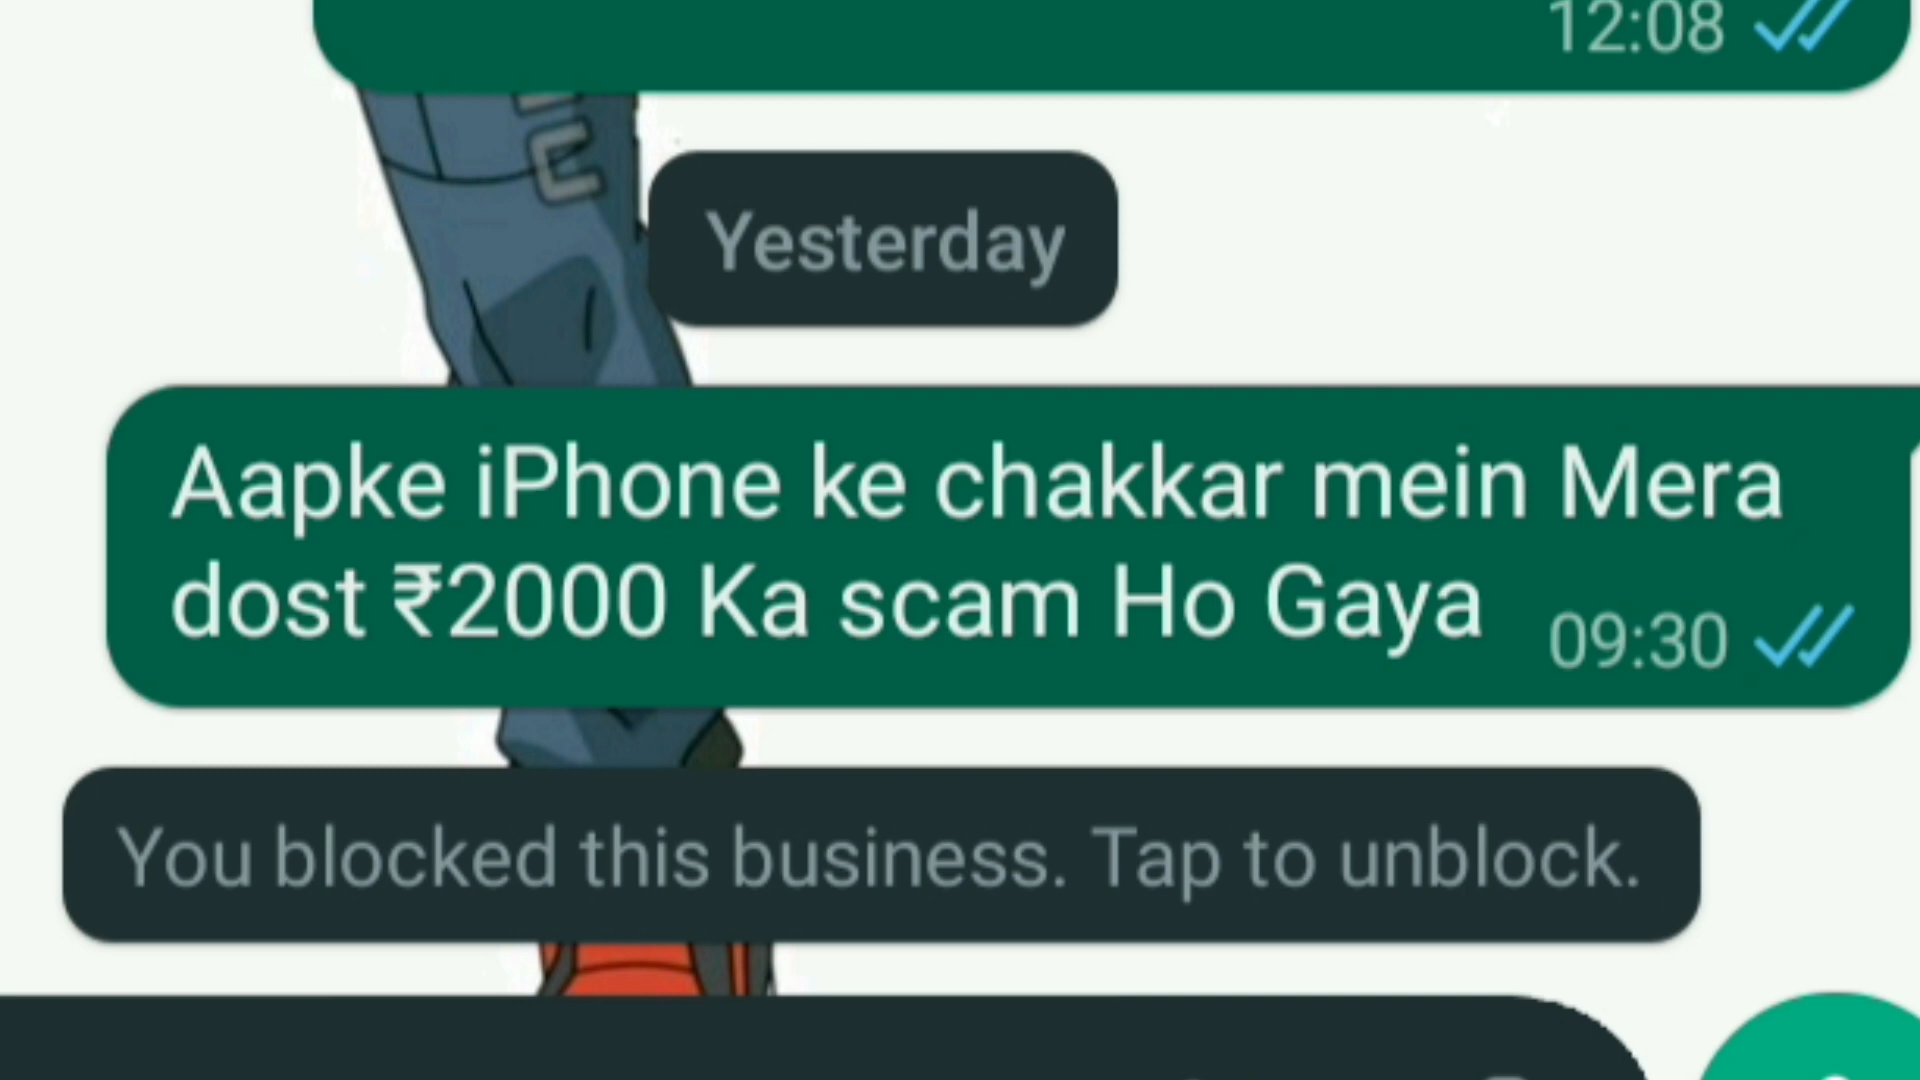 12:08
Yesterday
Aapke iPhone ke chakkar mein Mera
dost ₹2000 Ka scam Ho Gaya
09:30
You blocked this business. Tap to unblock.